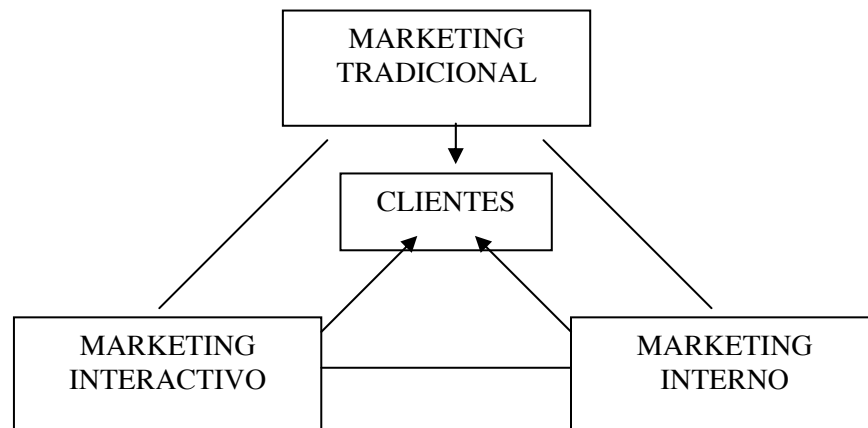 MARKETING
TRADICIONAL
CLIENTES
MARKETING
INTERACTIVO
MARKETING
INTERNO